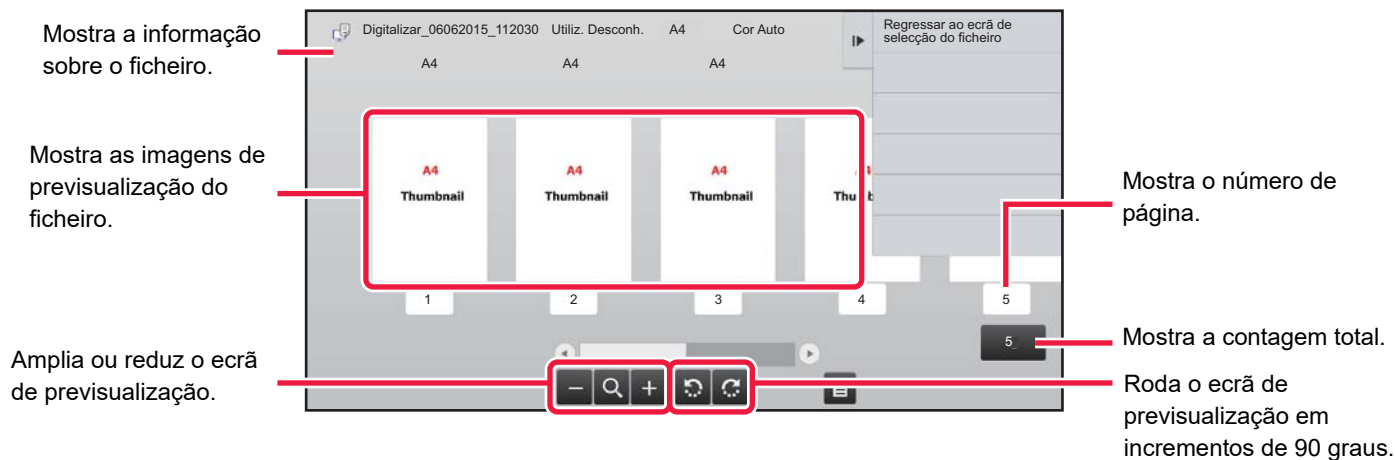 Mostra a informação
sobre o ficheiro.
Digitalizar_06062015_112030 Utiliz. Desconh. A4 Cor Auto
Regressar ao ecrã de
selecção do ficheiro
A4 A4 A4
Mostra as imagens de
previsualização do
ficheiro.
A4 A4 A4
Thumbnail Thumbnail Thumbnail
Mostra o número de
página.
1 2 3 4 5
5
Mostra a contagem total.
Amplia ou reduz o ecrã
de previsualização.
Roda o ecrã de
previsualização em
incrementos de 90 graus.